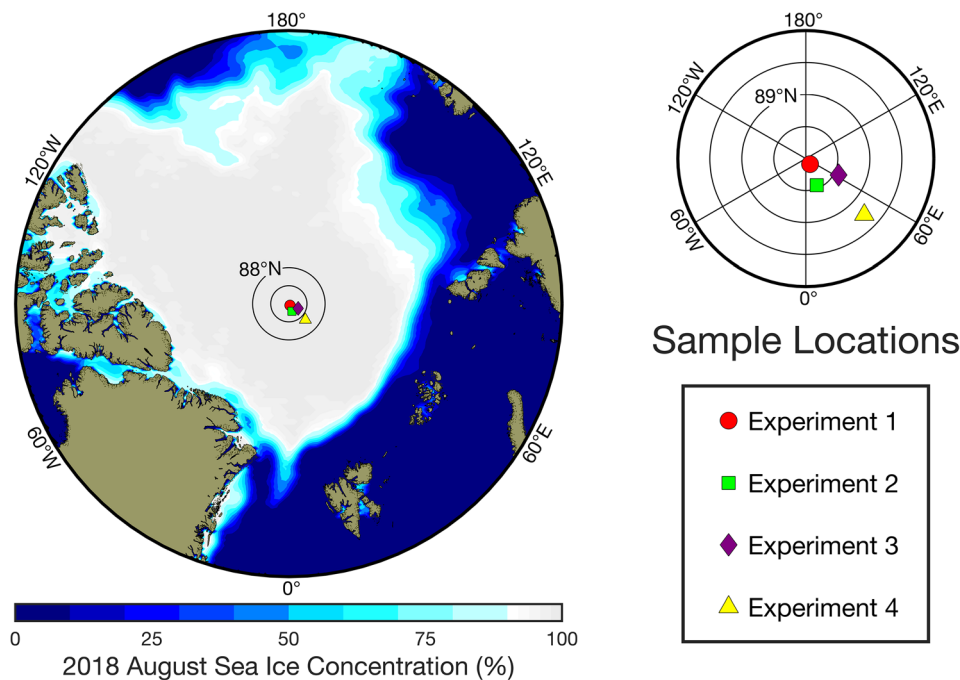 180°
120°W
120°E
88°N
60°W
60°E
0°
0 25 50 75 100
2018 August Sea Ice Concentration (%)
180°
120°W
120°E
89°N
60°W
60°E
0°
Sample Locations
Experiment 1
Experiment 2
Experiment 3
Experiment 4